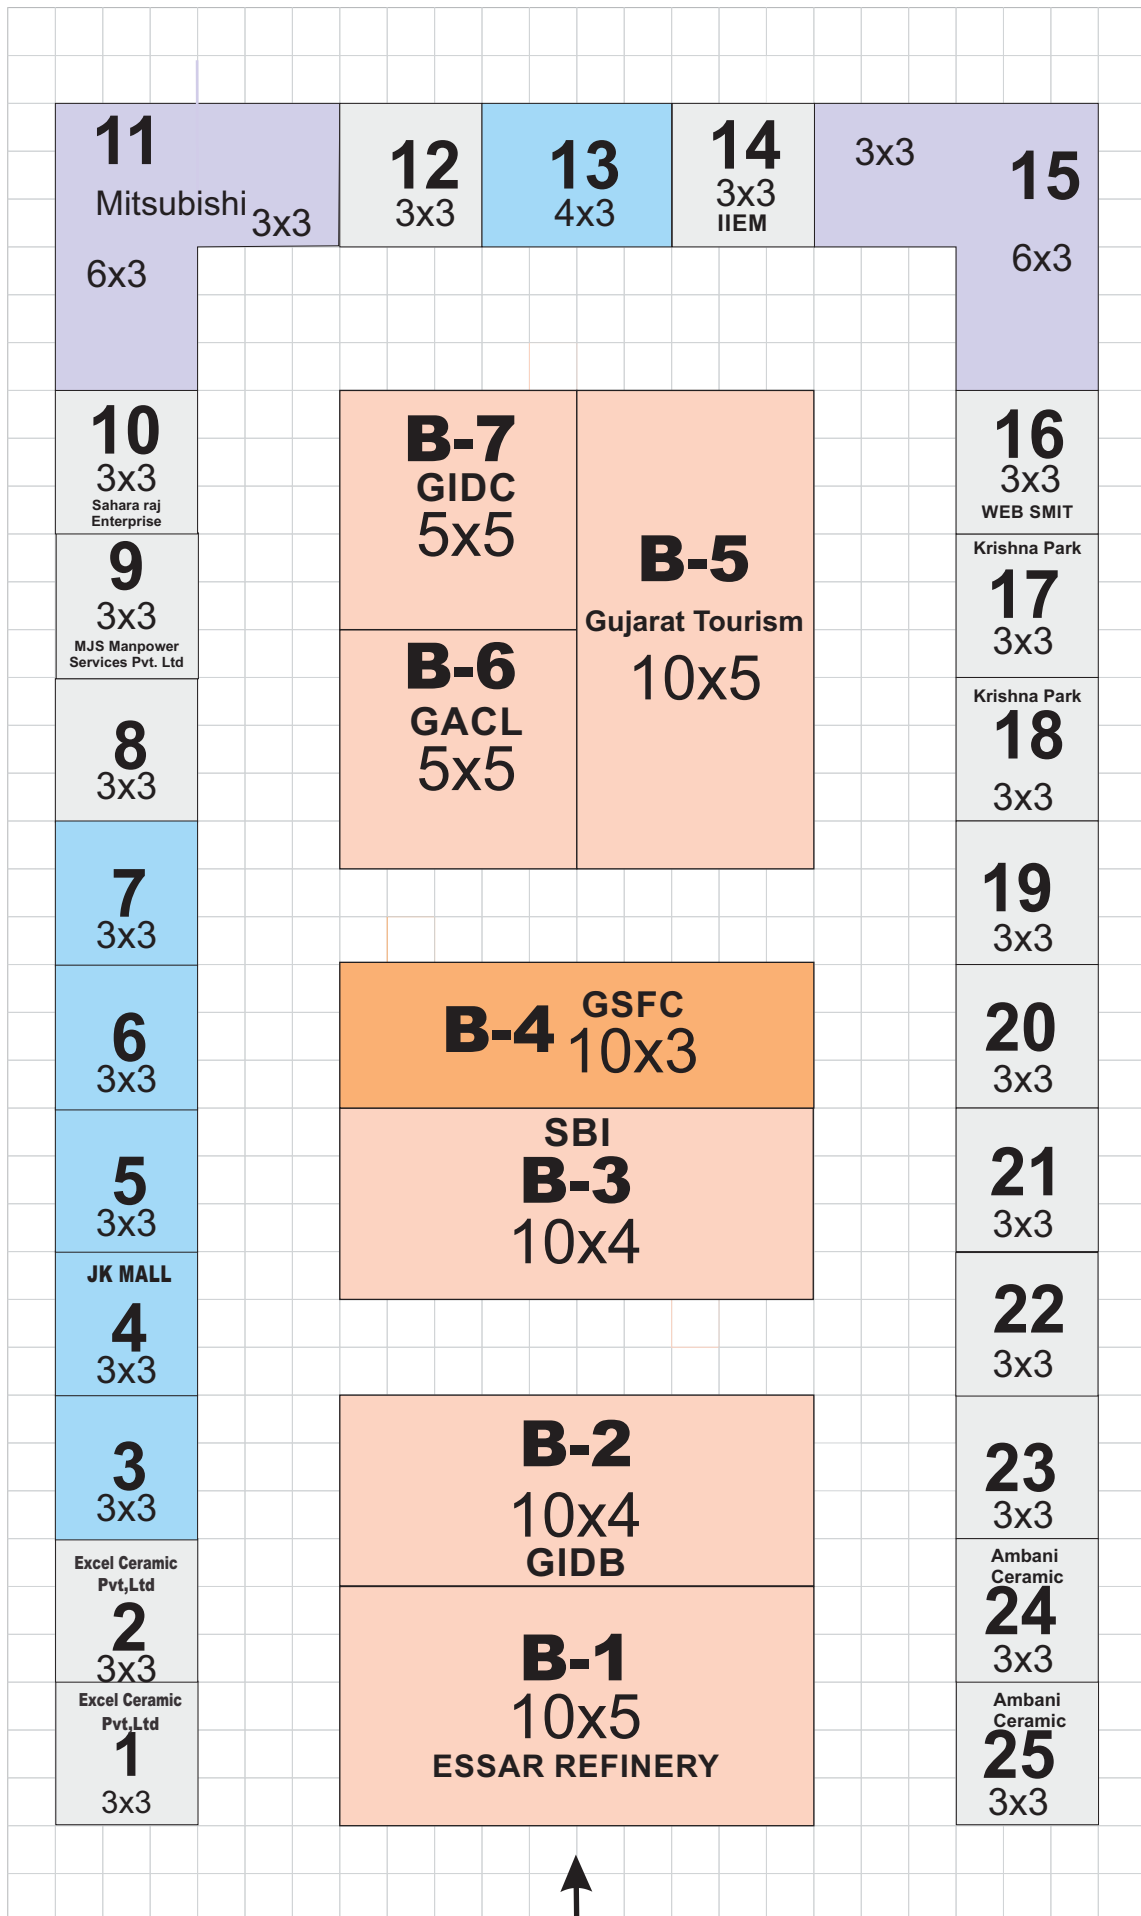 11
Mitsubishi
3x3
6x3
12
3x3
13
4x3
14
3x3
IIEM
3x3
15
6x3
10
3x3
Sahara raj
Enterprise
9
3x3
MJS Manpower
Services Pvt. Ltd
8
3x3
7
3x3
6
3x3
5
3x3
JK MALL
4
3x3
3
3x3
Excel Ceramic
Pvt,Ltd
2
3x3
Excel Ceramic
Pvt,Ltd
1
3x3
B-7
GIDC
5x5
B-6
GACL
5x5
B-5
Gujarat Tourism
10x5
B-4 GSFC
10x3
SBI
B-3
10x4
B-2
10x4
GIDB
B-1
10x5
ESSAR REFINERY
16
3x3
WEB SMIT
Krishna Park
17
3x3
Krishna Park
18
3x3
19
3x3
20
3x3
21
3x3
22
3x3
23
3x3
Ambani
Ceramic
24
3x3
Ambani
Ceramic
25
3x3